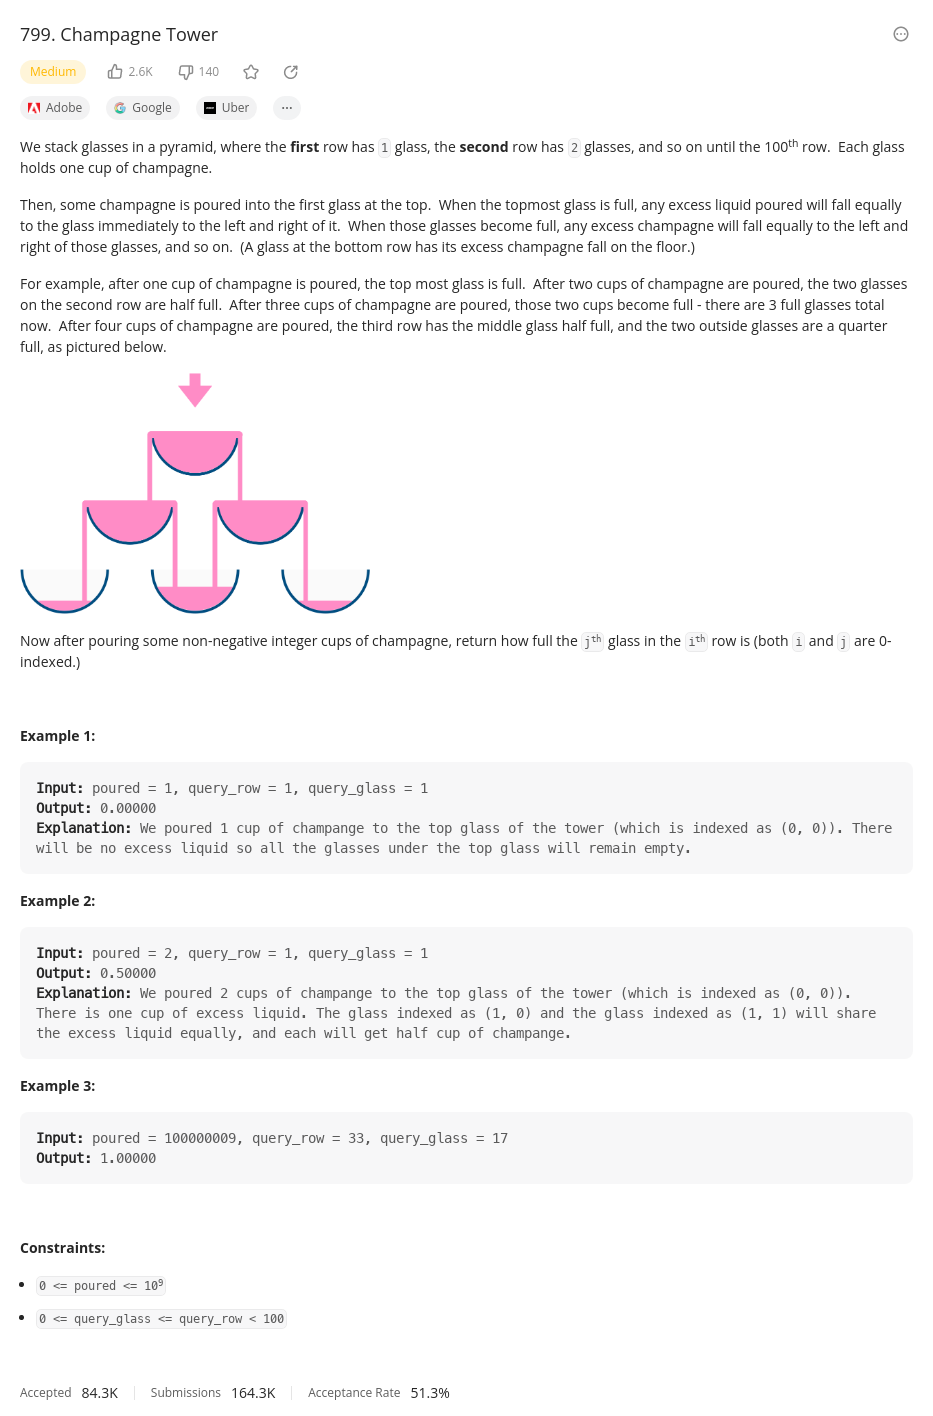 799. Champagne Tower
Medium 2.6K 140
Adobe Google Uber ...
We stack glasses in a pyramid, where the first row has 1 glass, the second row has 2 glasses, and so on until the 100th row. Each glass
holds one cup of champagne.
Then, some champagne is poured into the first glass at the top. When the topmost glass is full, any excess liquid poured will fall equally
to the glass immediately to the left and right of it. When those glasses become full, any excess champagne will fall equally to the left and
right of those glasses, and so on. (A glass at the bottom row has its excess champagne fall on the floor.)
For example, after one cup of champagne is poured, the top most glass is full. After two cups of champagne are poured, the two glasses
on the second row are half full. After three cups of champagne are poured, those two cups become full - there are 3 full glasses total
now. After four cups of champagne are poured, the third row has the middle glass half full, and the two outside glasses are a quarter
full, as pictured below.
Now after pouring some non-negative integer cups of champagne, return how full the jth glass in the ith row is (both i and j are 0-
indexed.)
Example 1:
Input: poured = 1, query_row = 1, query_glass = 1
Output: 0.00000
Explanation: We poured 1 cup of champange to the top glass of the tower (which is indexed as (0, 0)). There
will be no excess liquid so all the glasses under the top glass will remain empty.
Example 2:
Input: poured = 2, query_row = 1, query_glass = 1
Output: 0.50000
Explanation: We poured 2 cups of champange to the top glass of the tower (which is indexed as (0, 0)).
There is one cup of excess liquid. The glass indexed as (1, 0) and the glass indexed as (1, 1) will share
the excess liquid equally, and each will get half cup of champange.
Example 3:
Input: poured = 100000009, query_row = 33, query_glass = 17
Output: 1.00000
Constraints:
• 0 <= poured <= 10⁹
• 0 <= query_glass <= query_row < 100
Accepted 84.3K Submissions 164.3K Acceptance Rate 51.3%